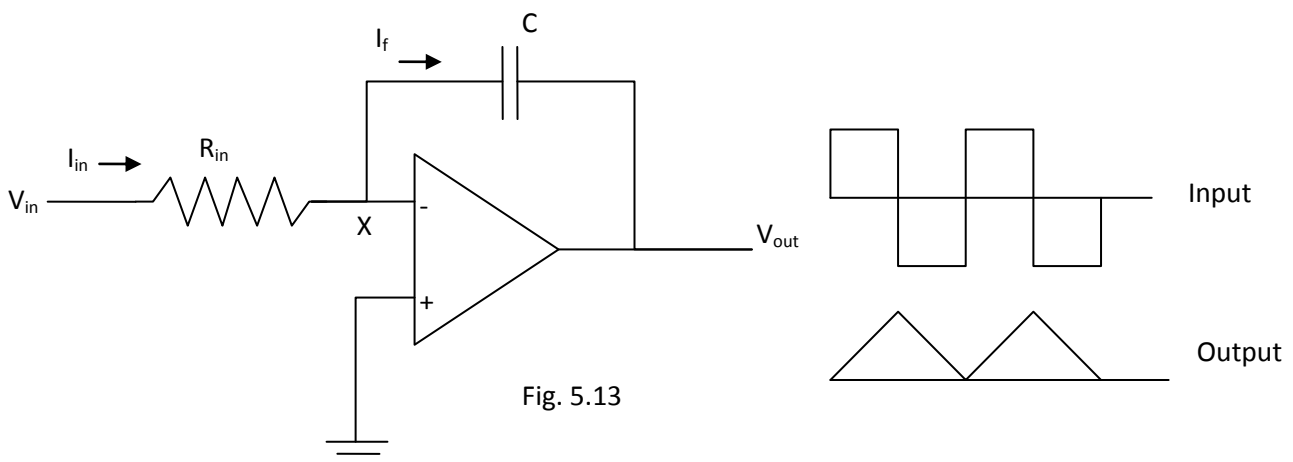 C
I_f
I_in
R_in
V_in
X
-
+
V_out
Input
Output
Fig. 5.13